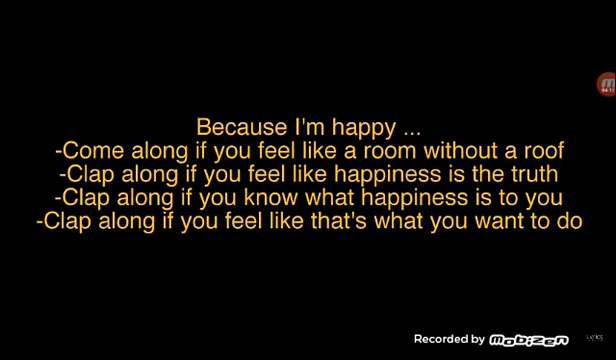 Because I'm happy ...
-Come along if you feel like a room without a roof
-Clap along if you feel like happiness is the truth
-Clap along if you know what happiness is to you
-Clap along if you feel like that's what you want to do
Recorded by mobizen
Lyrics